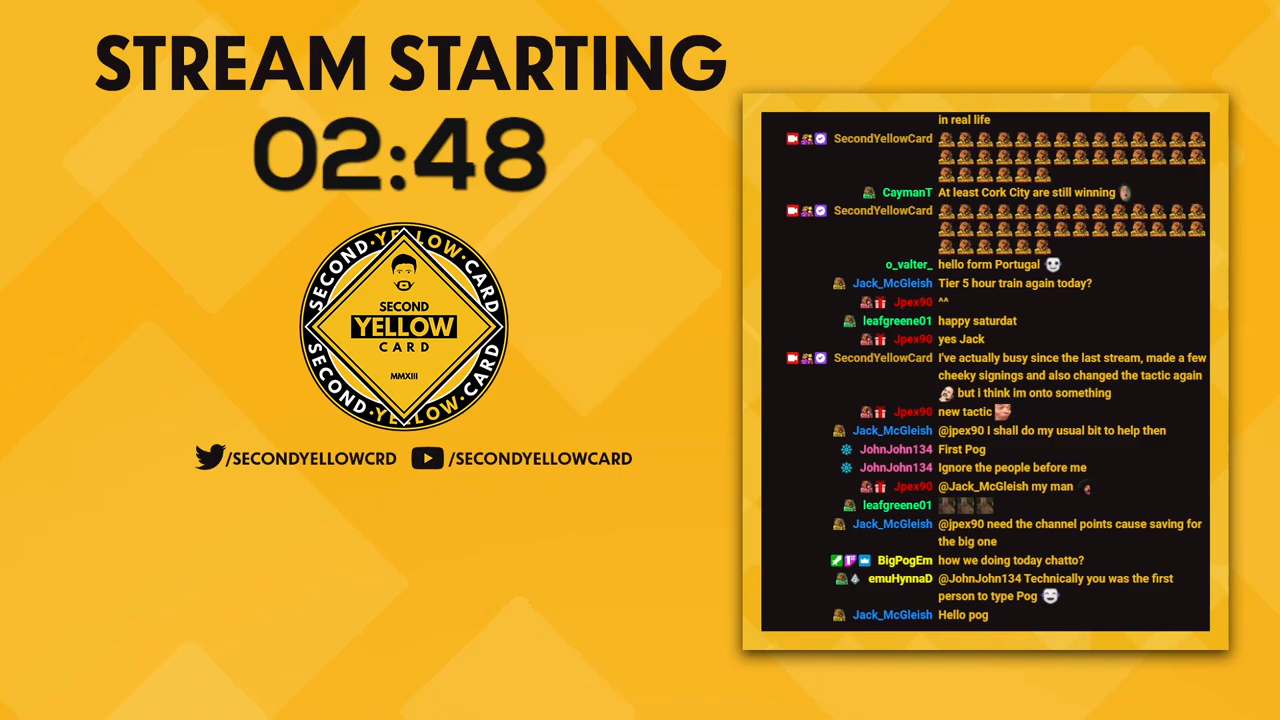 STREAM STARTING
02:48
SECOND·YELLOW·CARD
SECOND
YELLOW
CARD
MMXIII
SECOND·YELLOW·CARD
/SECONDYELLOWCRD /SECONDYELLOWCARD
in real life
SecondYellowCard
CaymanT At least Cork City are still winning
SecondYellowCard
o_valter_ hello form Portugal
Jack_McGleish Tier 5 hour train again today?
Jpex90 ^^
leafgreene01 happy saturdat
Jpex90 yes Jack
SecondYellowCard I've actually busy since the last stream, made a few
cheeky signings and also changed the tactic again
but i think im onto something
Jpex90 new tactic
Jack_McGleish @jpex90 I shall do my usual bit to help then
JohnJohn134 First Pog
JohnJohn134 Ignore the people before me
Jpex90 @Jack_McGleish my man
leafgreene01
Jack_McGleish @jpex90 need the channel points cause saving for
the big one
BigPogEm how we doing today chatto?
emuHynnaD @JohnJohn134 Technically you was the first
person to type Pog
Jack_McGleish Hello pog